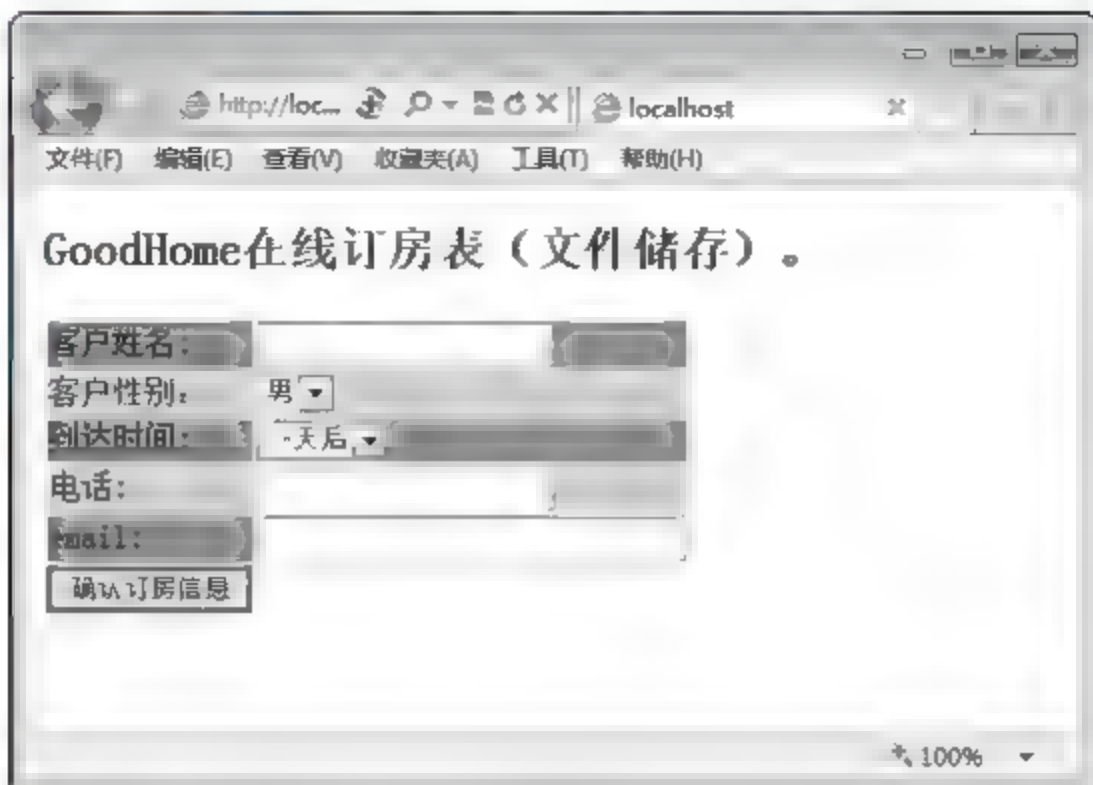 http://loc... localhost
文件(F) 编辑(E) 查看(V) 收藏夹(A) 工具(T) 帮助(H)
GoodHome在线订房表（文件储存）。
客户姓名：
客户性别： 男
到达时间： 一天后
电话：
email:
确认订房信息
100%